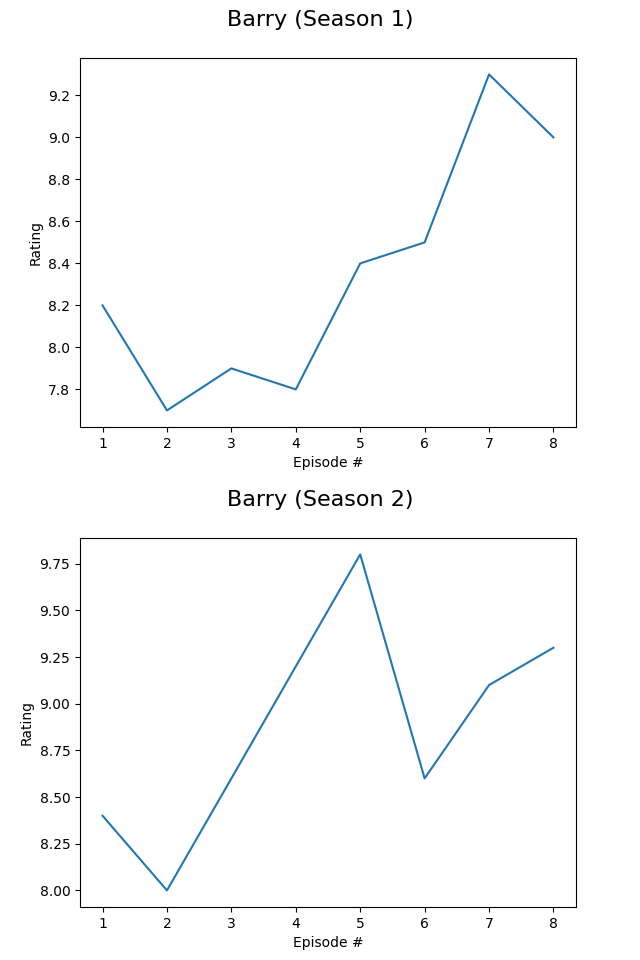 Barry (Season 1)
9.2
9.0
8.8
8.6
8.4
8.2
8.0
7.8
Rating
1 2 3 4 5 6 7 8
Episode #
Barry (Season 2)
9.75
9.50
9.25
9.00
8.75
8.50
8.25
8.00
Rating
1 2 3 4 5 6 7 8
Episode #